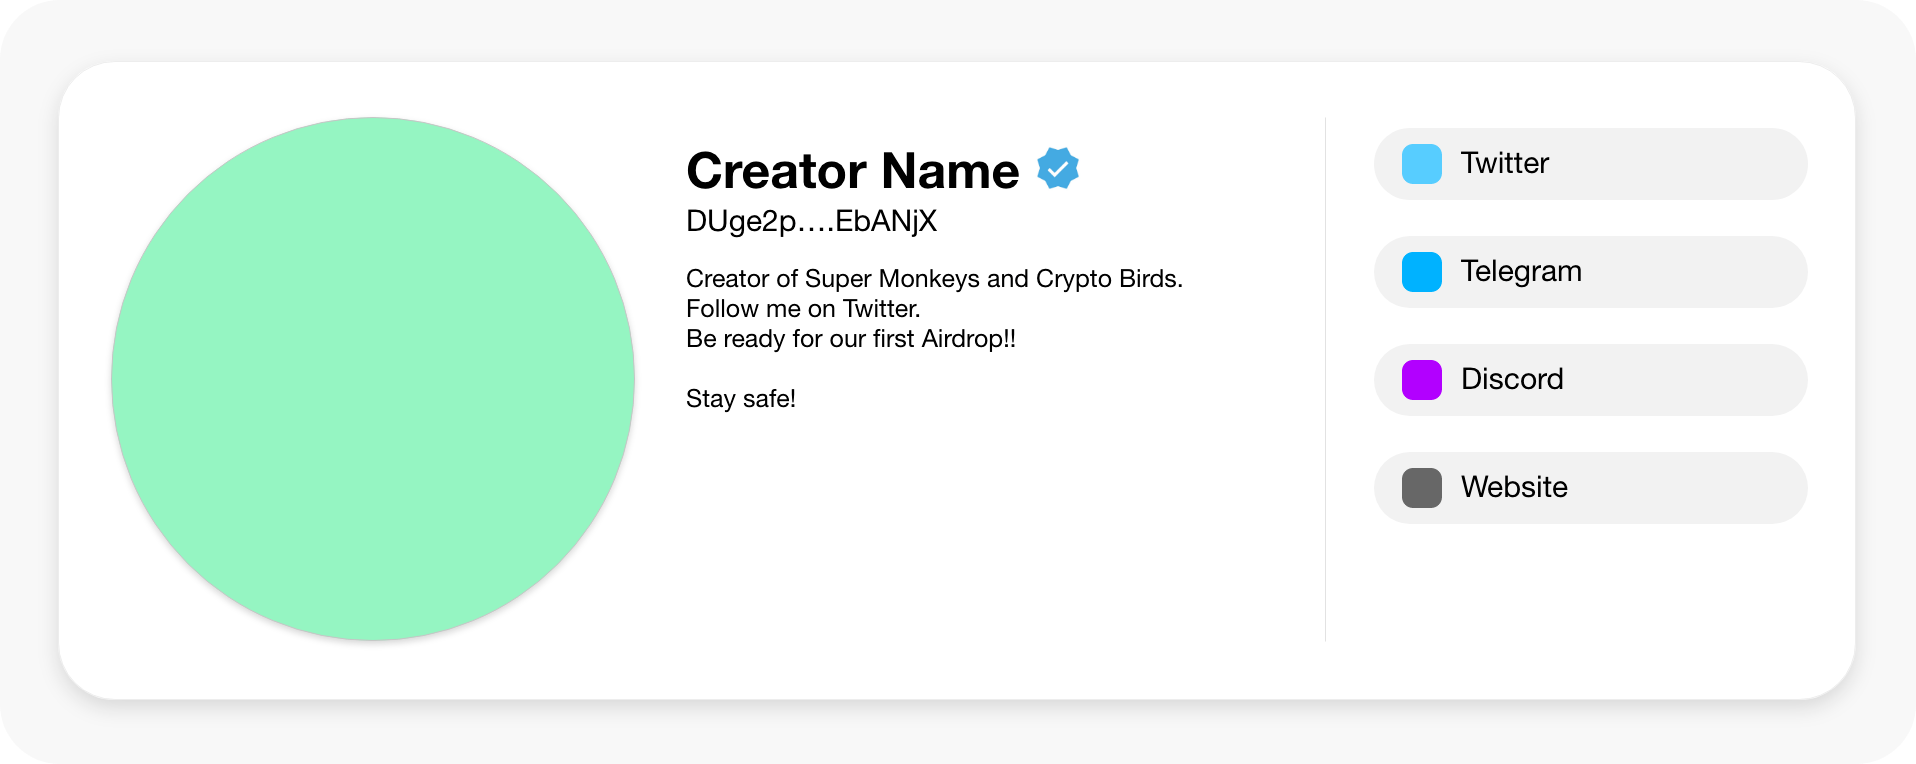 Creator Name
DUge2p....EbANjX
Creator of Super Monkeys and Crypto Birds.
Follow me on Twitter.
Be ready for our first Airdrop!!
Stay safe!
Twitter
Telegram
Discord
Website